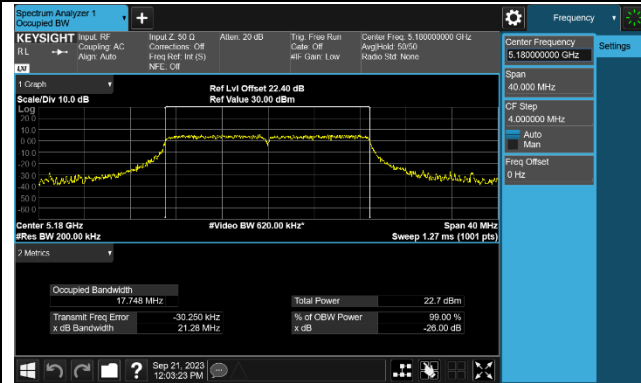 Spectrum Analyzer 1
Occupied BW
Frequency
KEYSIGHT
RL
LXI
Input: RF
Coupling: AC
Align: Auto
Input Z: 50 Ω
Corrections: Off
Freq Ref: Int (S)
NFE: Off
Atten: 20 dB
Trig: Free Run
Gate: Off
#IF Gain: Low
Center Freq: 5.180000000 GHz
Avg|Hold: 50/50
Radio Std: None
Center Frequency
5.180000000 GHz
Settings
Span
40.000 MHz
CF Step
4.000000 MHz
Auto
Man
Freq Offset
0 Hz
1 Graph
Scale/Div 10.0 dB
Ref Lvl Offset 22.40 dB
Ref Value 30.00 dBm
Log
20.0
10.0
0.00
-10.0
-20.0
-30.0
-40.0
-50.0
-60.0
Center 5.18 GHz
#Video BW 620.00 kHz*
Span 40 MHz
#Res BW 200.00 kHz
Sweep 1.27 ms (1001 pts)
2 Metrics
Occupied Bandwidth
17.748 MHz
Total Power 22.7 dBm
Transmit Freq Error -30.250 kHz
% of OBW Power 99.00 %
x dB Bandwidth 21.28 MHz
x dB -26.00 dB
Sep 21, 2023
12:03:23 PM